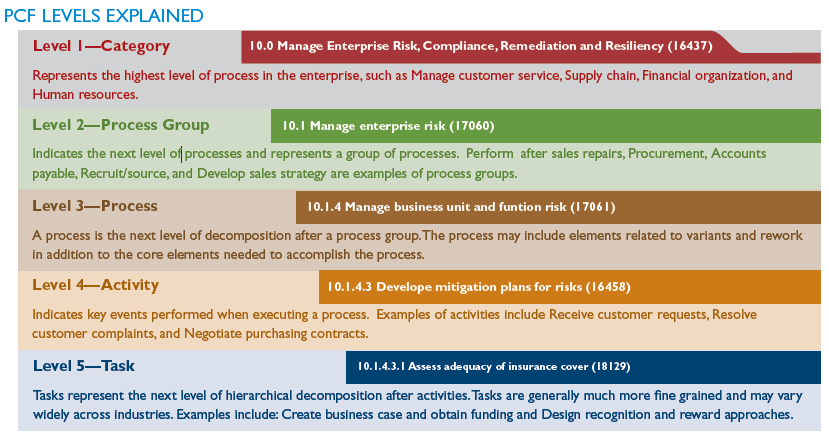 PCF LEVELS EXPLAINED
Level 1—Category
10.0 Manage Enterprise Risk, Compliance, Remediation and Resiliency (16437)
Represents the highest level of process in the enterprise, such as Manage customer service, Supply chain, Financial organization, and
Human resources.
Level 2—Process Group
10.1 Manage enterprise risk (17060)
Indicates the next level of processes and represents a group of processes. Perform after sales repairs, Procurement, Accounts
payable, Recruit/source, and Develop sales strategy are examples of process groups.
Level 3—Process
10.1.4 Manage business unit and funtion risk (17061)
A process is the next level of decomposition after a process group. The process may include elements related to variants and rework
in addition to the core elements needed to accomplish the process.
Level 4—Activity
10.1.4.3 Develope mitigation plans for risks (16458)
Indicates key events performed when executing a process. Examples of activities include Receive customer requests, Resolve
customer complaints, and Negotiate purchasing contracts.
Level 5—Task
10.1.4.3.1 Assess adequacy of insurance cover (18129)
Tasks represent the next level of hierarchical decomposition after activities. Tasks are generally much more fine grained and may vary
widely across industries. Examples include: Create business case and obtain funding and Design recognition and reward approaches.